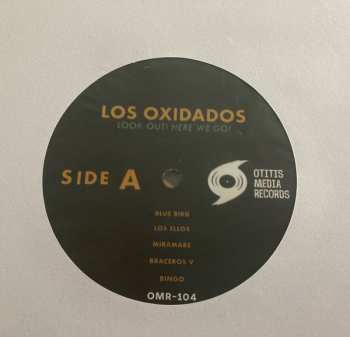 LOS OXIDADOS
LOOK OUT! HERE WE GO!
SIDE A
OTITIS
MEDIA
RECORDS
BLUE BIRD
LOS ELLOS
MIRAMARE
BRACEROS V
BINGO
OMR-104